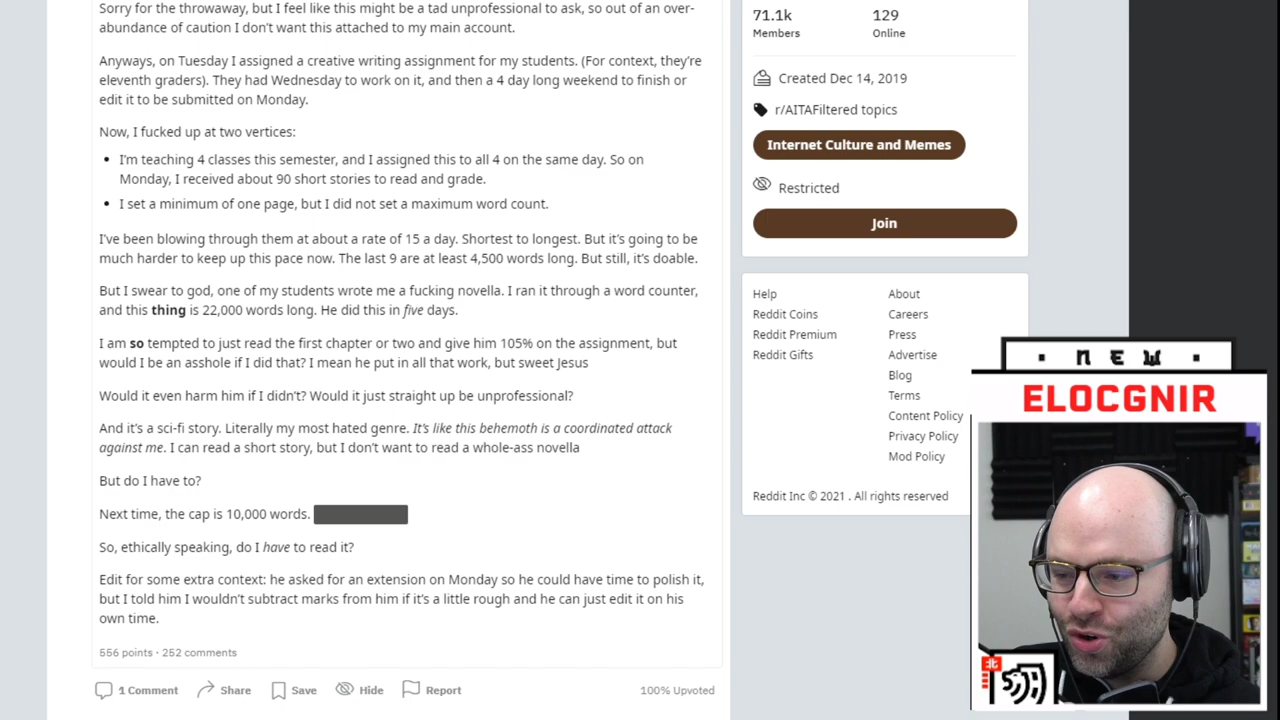 Sorry for the throwaway, but I feel like this might be a tad unprofessional to ask, so out of an over-
abundance of caution I don't want this attached to my main account.
Anyways, on Tuesday I assigned a creative writing assignment for my students. (For context, they're
eleventh graders). They had Wednesday to work on it, and then a 4 day long weekend to finish or
edit it to be submitted on Monday.
Now, I fucked up at two vertices:
• I'm teaching 4 classes this semester, and I assigned this to all 4 on the same day. So on
Monday, I received about 90 short stories to read and grade.
• I set a minimum of one page, but I did not set a maximum word count.
I've been blowing through them at about a rate of 15 a day. Shortest to longest. But it's going to be
much harder to keep up this pace now. The last 9 are at least 4,500 words long. But still, it's doable.
But I swear to god, one of my students wrote me a fucking novella. I ran it through a word counter,
and this thing is 22,000 words long. He did this in five days.
I am so tempted to just read the first chapter or two and give him 105% on the assignment, but
would I be an asshole if I did that? I mean he put in all that work, but sweet Jesus
Would it even harm him if I didn't? Would it just straight up be unprofessional?
And it's a sci-fi story. Literally my most hated genre. It's like this behemoth is a coordinated attack
against me. I can read a short story, but I don't want to read a whole-ass novella
But do I have to?
Next time, the cap is 10,000 words.
So, ethically speaking, do I have to read it?
Edit for some extra context: he asked for an extension on Monday so he could have time to polish it,
but I told him I wouldn't subtract marks from him if it's a little rough and he can just edit it on his
own time.
556 points · 252 comments
1 Comment Share Save Hide Report 100% Upvoted
71.1k 129
Members Online
Created Dec 14, 2019
r/AITAFiltered topics
Internet Culture and Memes
Restricted
Join
Help About
Reddit Coins Careers
Reddit Premium Press
Reddit Gifts Advertise
Blog
Terms
Content Policy
Privacy Policy
Mod Policy
Reddit Inc © 2021 . All rights reserved
· NEW ·
ELOCGNIR